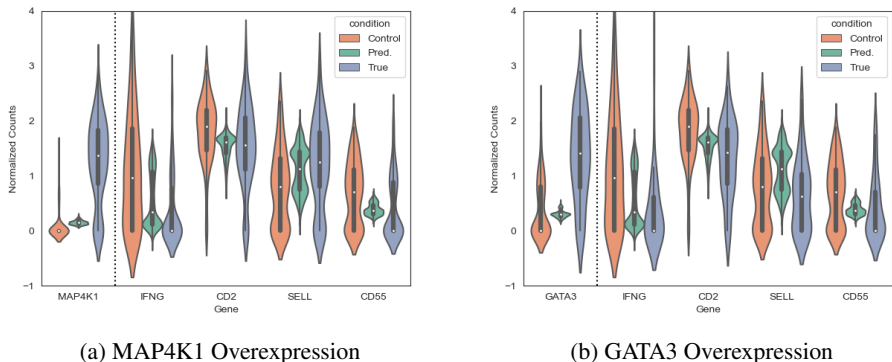 4
3
2
1
0
−1
Normalized Counts
condition
Control
Pred.
True
MAP4K1 IFNG CD2 SELL CD55
Gene
(a) MAP4K1 Overexpression
4
3
2
1
0
−1
Normalized Counts
condition
Control
Pred.
True
GATA3 IFNG CD2 SELL CD55
Gene
(b) GATA3 Overexpression